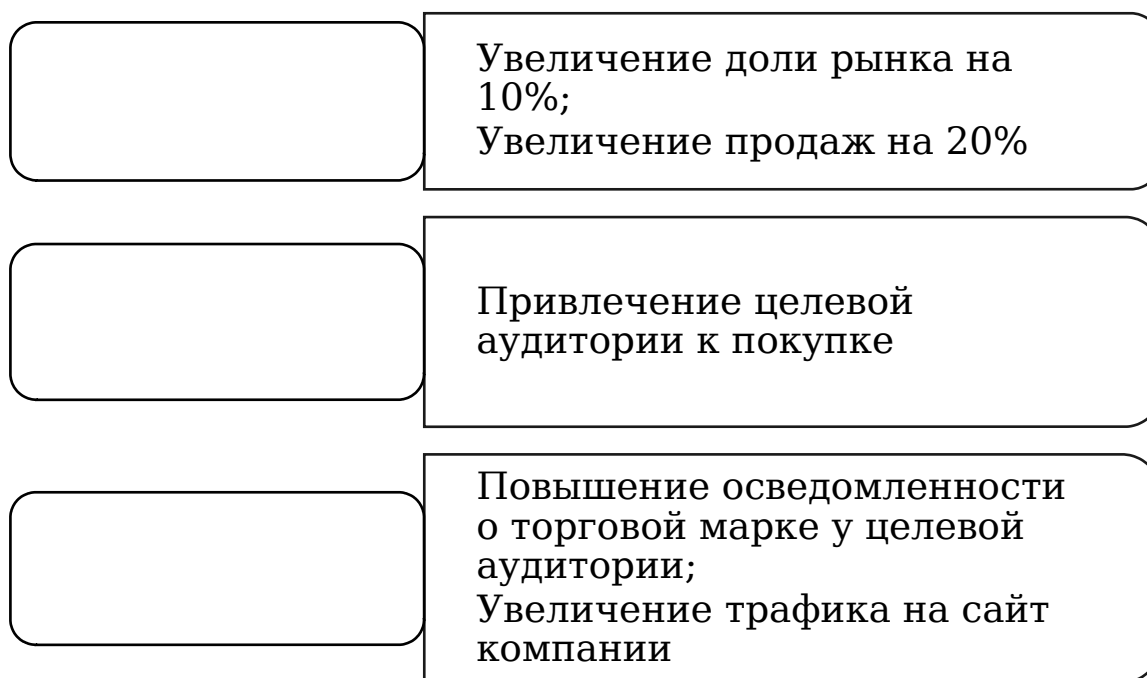 Увеличение доли рынка на
10%;
Увеличение продаж на 20%
Привлечение целевой
аудитории к покупке
Повышение осведомленности
о торговой марке у целевой
аудитории;
Увеличение трафика на сайт
компании